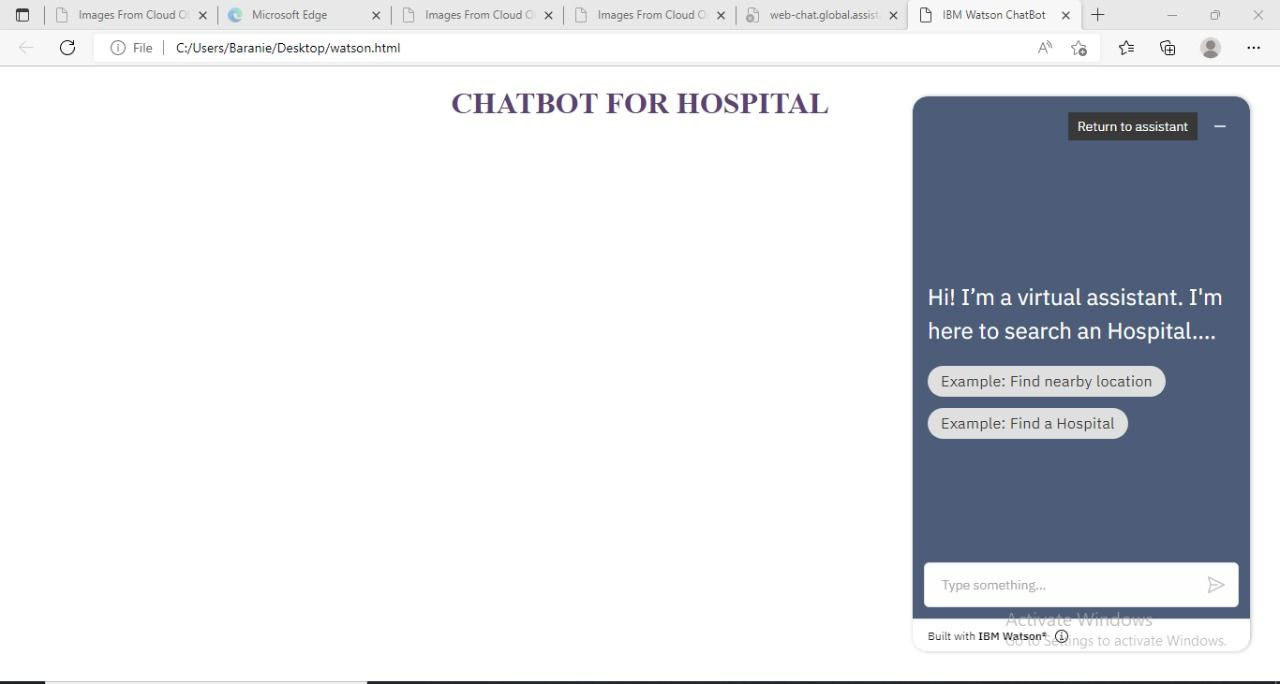 Images From Cloud O
Microsoft Edge
Images From Cloud O
Images From Cloud O
web-chat.global.assist
IBM Watson ChatBot
File
C:/Users/Baranie/Desktop/watson.html
CHATBOT FOR HOSPITAL
Return to assistant
Hi! I’m a virtual assistant. I'm
here to search an Hospital....
Example: Find nearby location
Example: Find a Hospital
Type something...
Activate Windows
Built with IBM Watson®
Go to Settings to activate Windows.